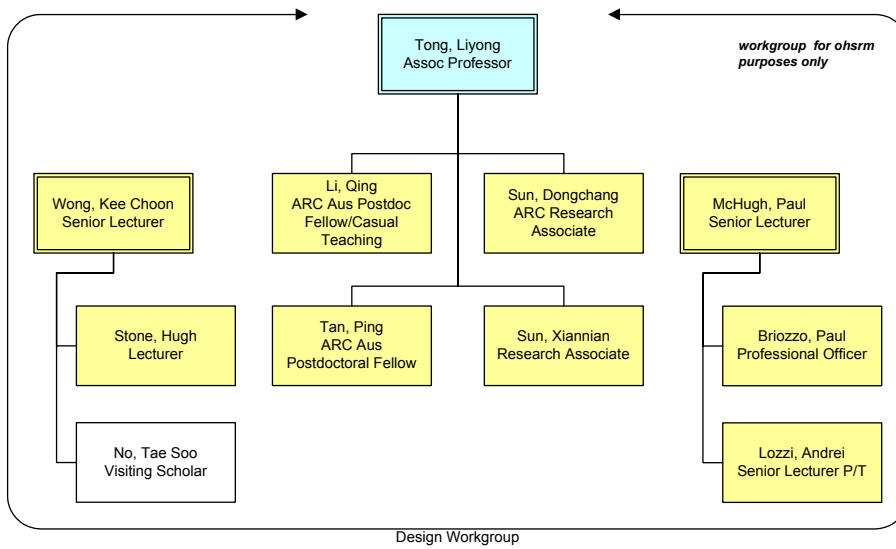 Tong, Liyong
Assoc Professor
workgroup for ohsrm
purposes only
Wong, Kee Choon
Senior Lecturer
Li, Qing
ARC Aus Postdoc
Fellow/Casual
Teaching
Sun, Dongchang
ARC Research
Associate
McHugh, Paul
Senior Lecturer
Stone, Hugh
Lecturer
Tan, Ping
ARC Aus
Postdoctoral Fellow
Sun, Xiannian
Research Associate
Briozzo, Paul
Professional Officer
No, Tae Soo
Visiting Scholar
Lozzi, Andrei
Senior Lecturer P/T
Design Workgroup